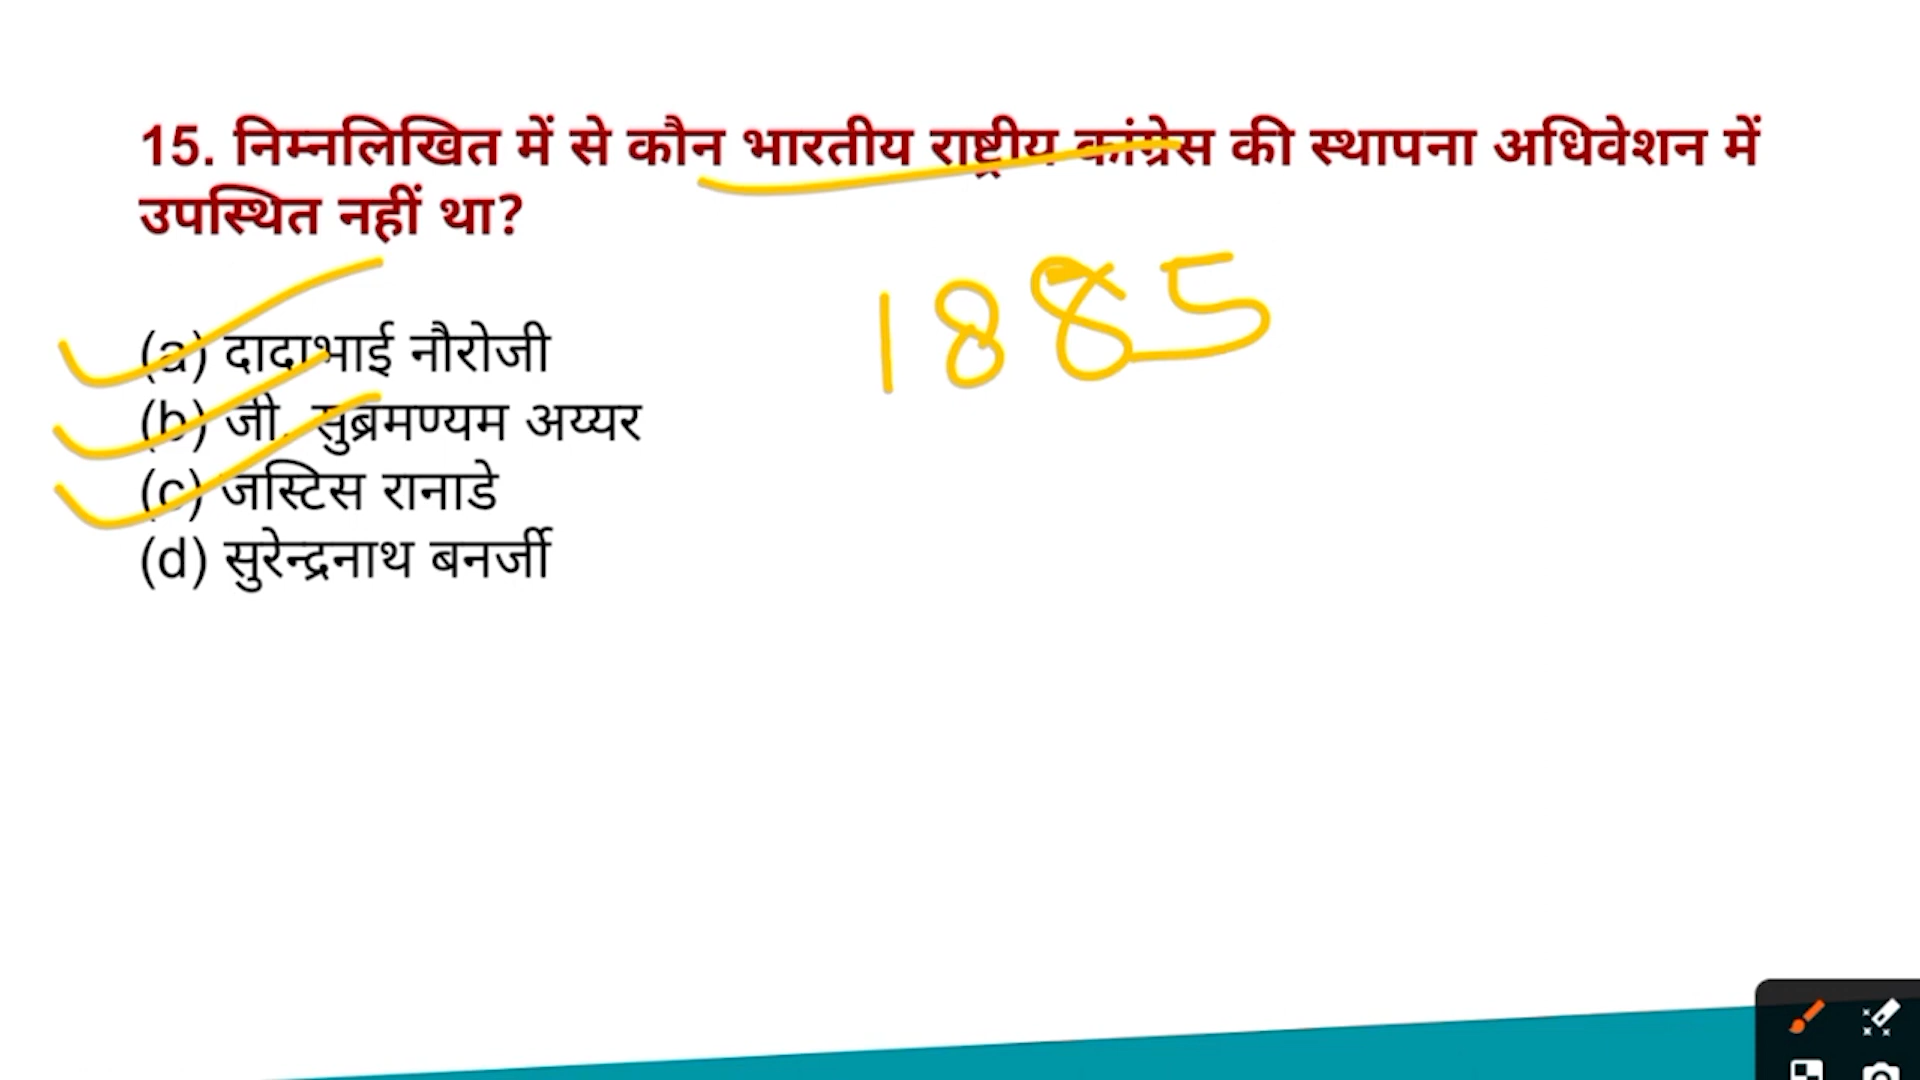 15. निम्नलिखित में से कौन भारतीय राष्ट्रीय कांग्रेस की स्थापना अधिवेशन में
उपस्थित नहीं था?
1885
(a) दादाभाई नौरोजी
(b) जी. सुब्रमण्यम अय्यर
(c) जस्टिस रानाडे
(d) सुरेन्द्रनाथ बनर्जी